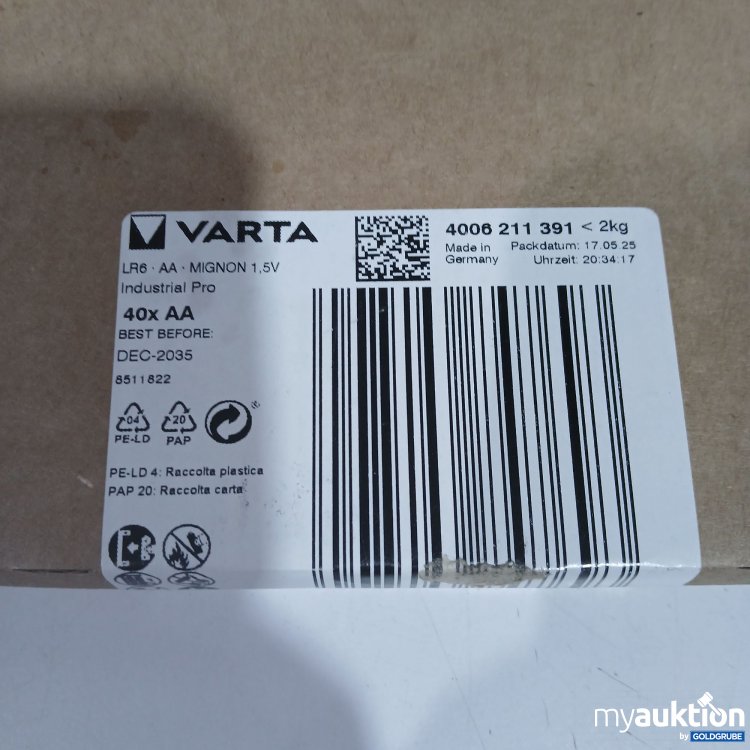 VARTA
LR6 · AA · MIGNON 1,5V
Industrial Pro
40x AA
BEST BEFORE:
DEC-2035
8511822
04
PE-LD
20
PAP
PE-LD 4: Raccolta plastica
PAP 20: Raccolta carta
4006 211 391 < 2kg
Made in
Germany
Packdatum: 17.05.25
Uhrzeit: 20:34:17
myauktion
by GOLDGRUBE